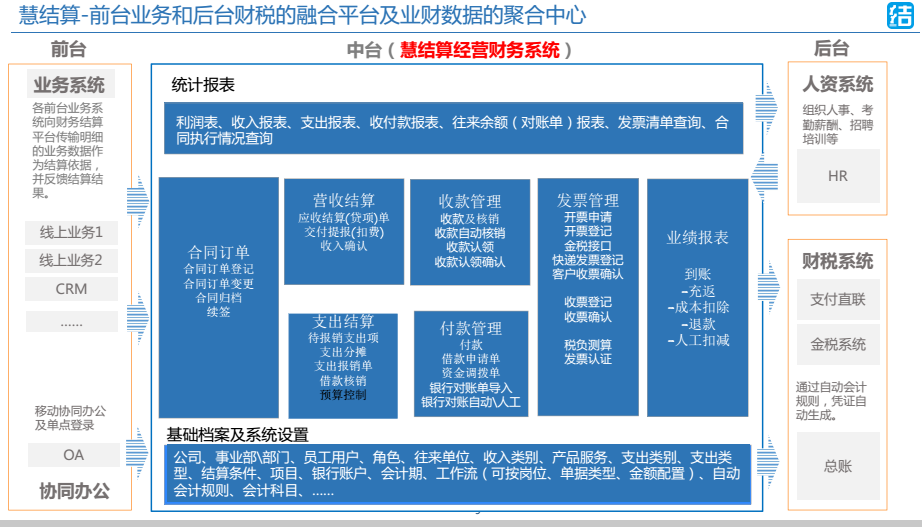 慧结算-前台业务和后台财税的融合平台及业财数据的聚合中心
结
前台
中台（慧结算经营财务系统）
后台
业务系统
各前台业务系
统向财务结算
平台传输明细
的业务数据作
为结算依据，
并反馈结算结
果。
线上业务1
线上业务2
CRM
......
移动协同办公
及单点登录
OA
协同办公
统计报表
利润表、收入报表、支出报表、收付款报表、往来余额（对账单）报表、发票清单查询、合
同执行情况查询
合同订单
合同订单登记
合同订单变更
合同归档
续签
营收结算
应收结算(贷项)单
交付提报(扣费)
收入确认
支出结算
待报销支出项
支出分摊
支出报销单
借款核销
预算控制
收款管理
收款及核销
收款自动核销
收款认领
收款认领确认
付款管理
付款
借款申请单
资金调拨单
银行对账单导入
银行对账自动\人工
发票管理
开票申请
开票登记
金税接口
快递发票登记
客户收票确认
收票登记
收票确认
税负测算
发票认证
业绩报表
到账
–充返
–成本扣除
–退款
–人工扣减
基础档案及系统设置
公司、事业部\部门、员工用户、角色、往来单位、收入类别、产品服务、支出类别、支出类
型、结算条件、项目、银行账户、会计期、工作流（可按岗位、单据类型、金额配置）、自动
会计规则、会计科目、......
人资系统
组织人事、考
勤薪酬、招聘
培训等
HR
财税系统
支付直联
金税系统
通过自动会计
规则，凭证自
动生成。
总账